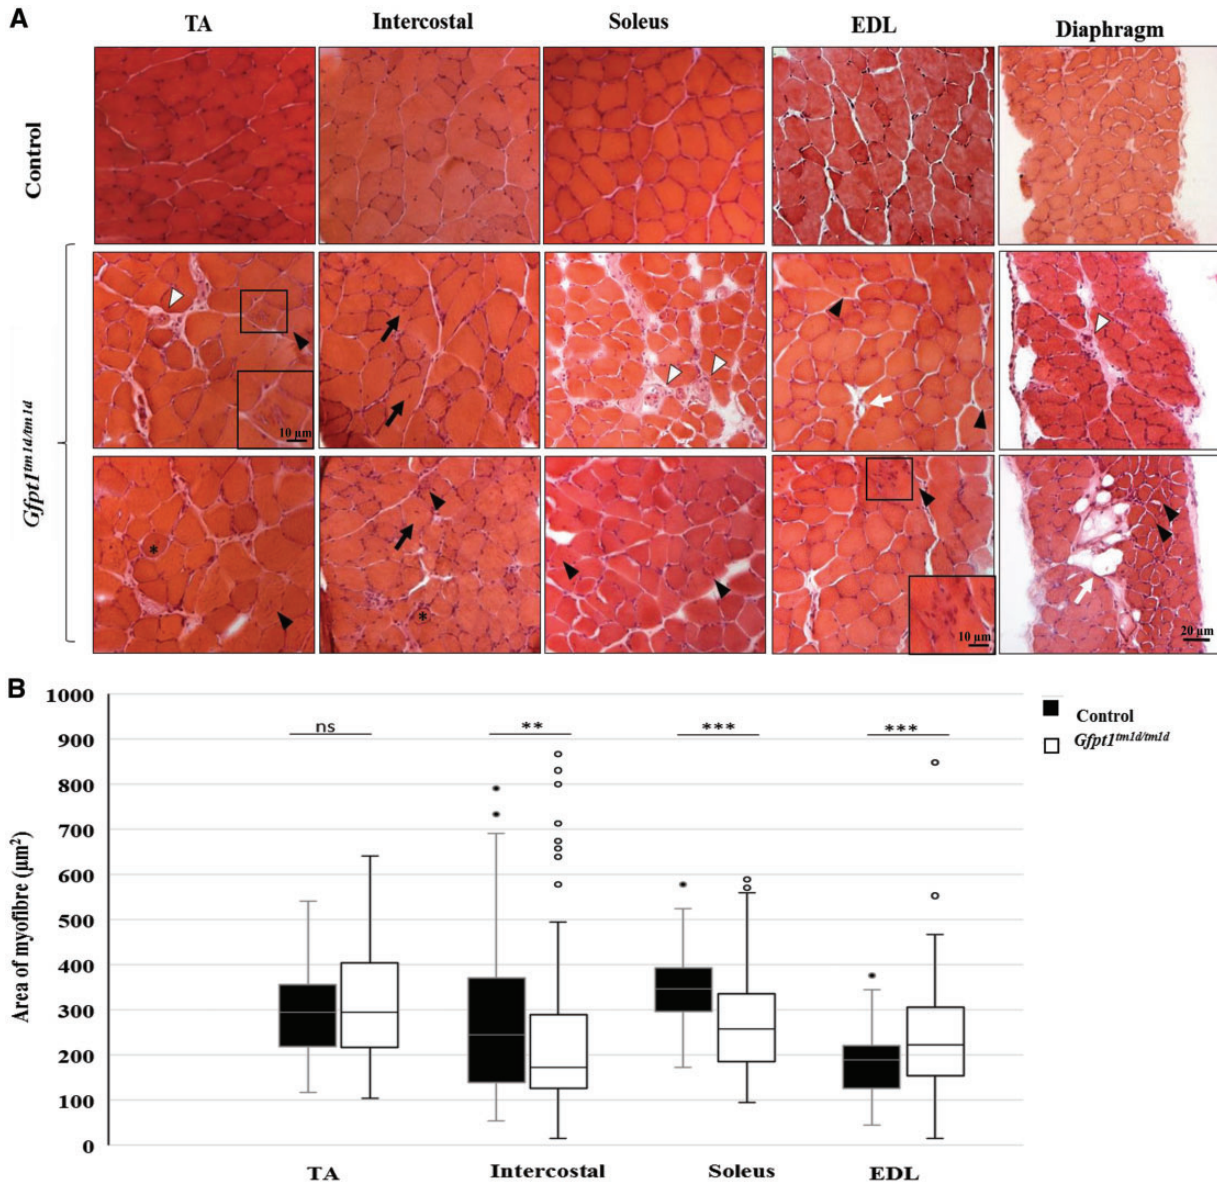 A
TA Intercostal Soleus EDL Diaphragm
Control
Gfpt1tm1d/tm1d
10 µm
*
*
10 µm
20 µm
B
1000
900
800
700
600
500
400
300
200
100
0
Area of myofibre (µm²)
ns ** *** ***
Control
Gfpt1tm1d/tm1d
TA Intercostal Soleus EDL